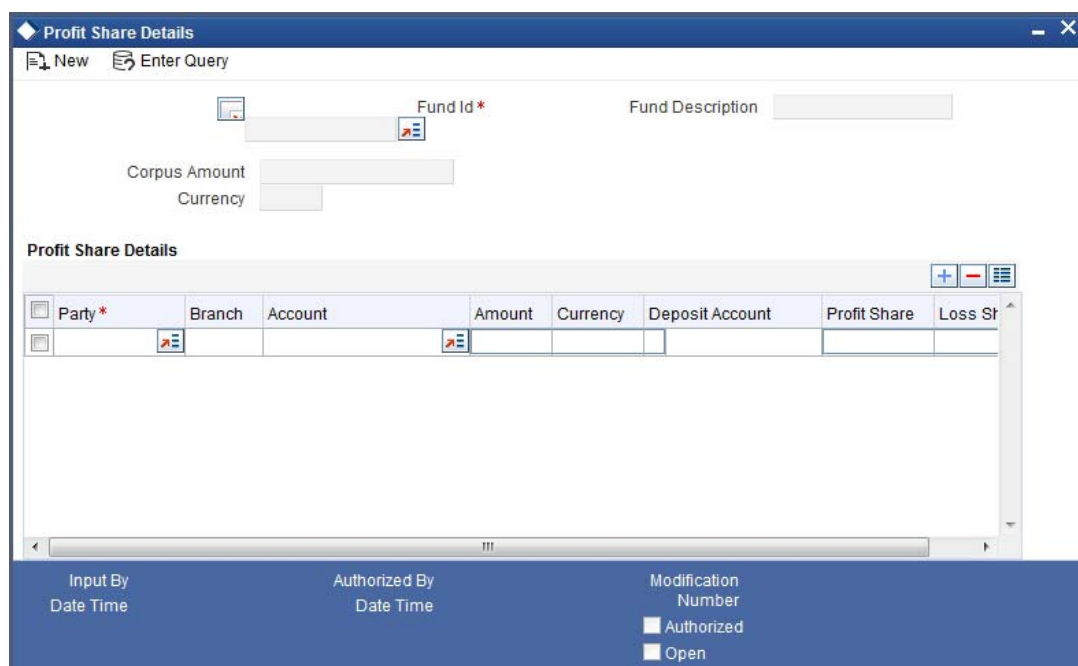 Profit Share Details
New Enter Query
Fund Id * Fund Description
Corpus Amount
Currency
Profit Share Details
Party * Branch Account Amount Currency Deposit Account Profit Share Loss Sh
Input By Authorized By Modification
Date Time Date Time Number
Authorized
Open